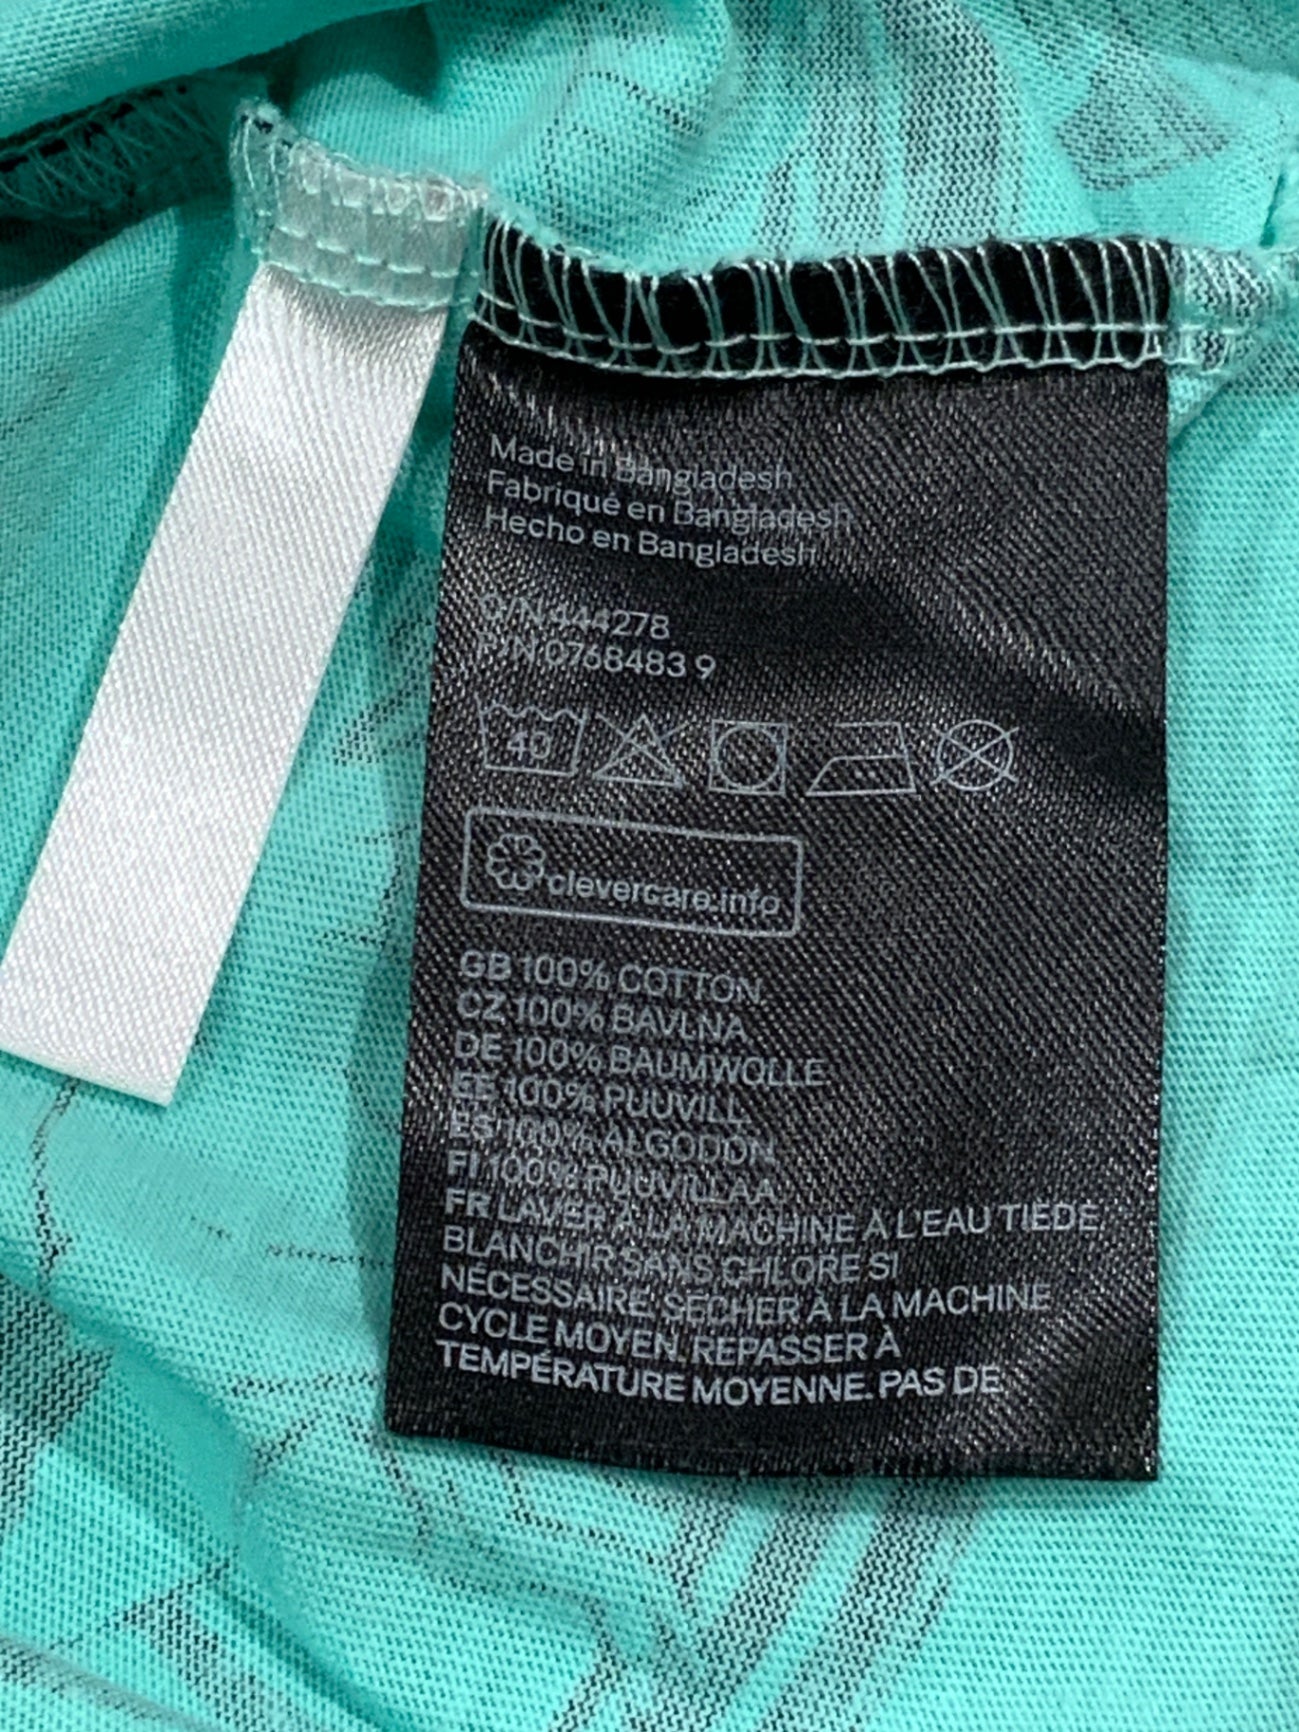 Made in Bangladesh
Fabriqué en Bangladesh
Hecho en Bangladesh
O/N:444278
P/N:0768483 9
40
clevercare.info
GB 100% COTTON.
CZ 100% BAVLNA
DE 100% BAUMWOLLE
EE 100% PUUVILL
ES 100% ALGODÓN
FI 100% PUUVILLAA
FR LAVER À LA MACHINE À L'EAU TIÈDE.
BLANCHIR SANS CHLORE SI
NÉCESSAIRE. SÉCHER À LA MACHINE
CYCLE MOYEN. REPASSER À
TEMPÉRATURE MOYENNE. PAS DE